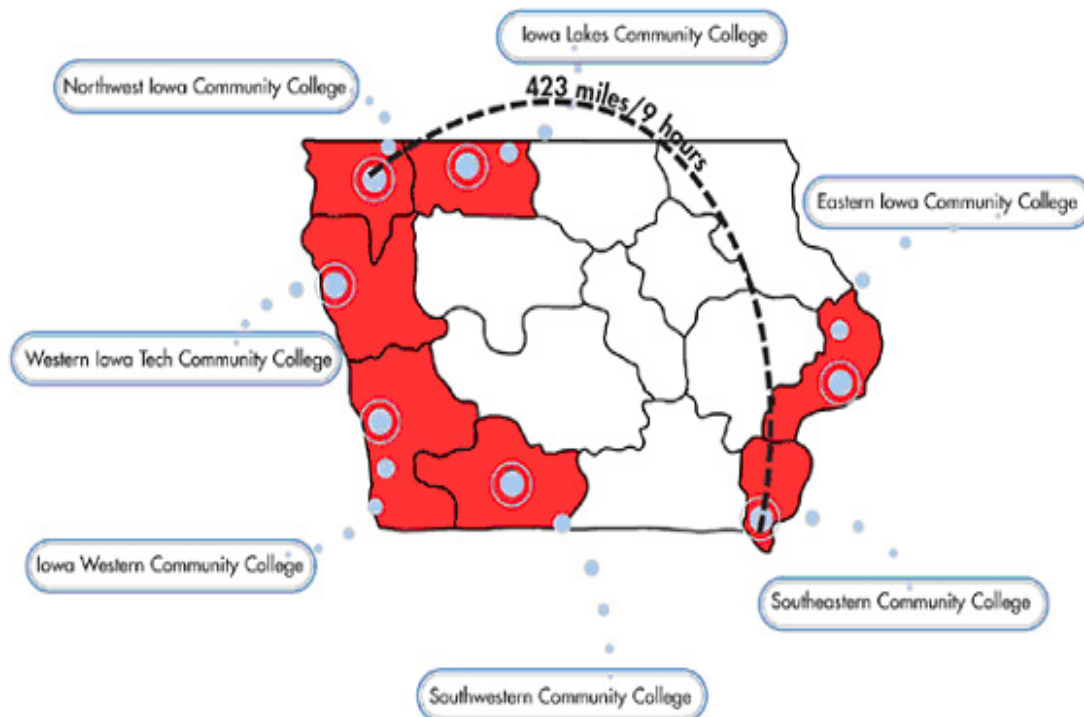 Iowa Lakes Community College
Northwest Iowa Community College
423 miles/9 hours
Eastern Iowa Community College
Western Iowa Tech Community College
Iowa Western Community College
Southeastern Community College
Southwestern Community College